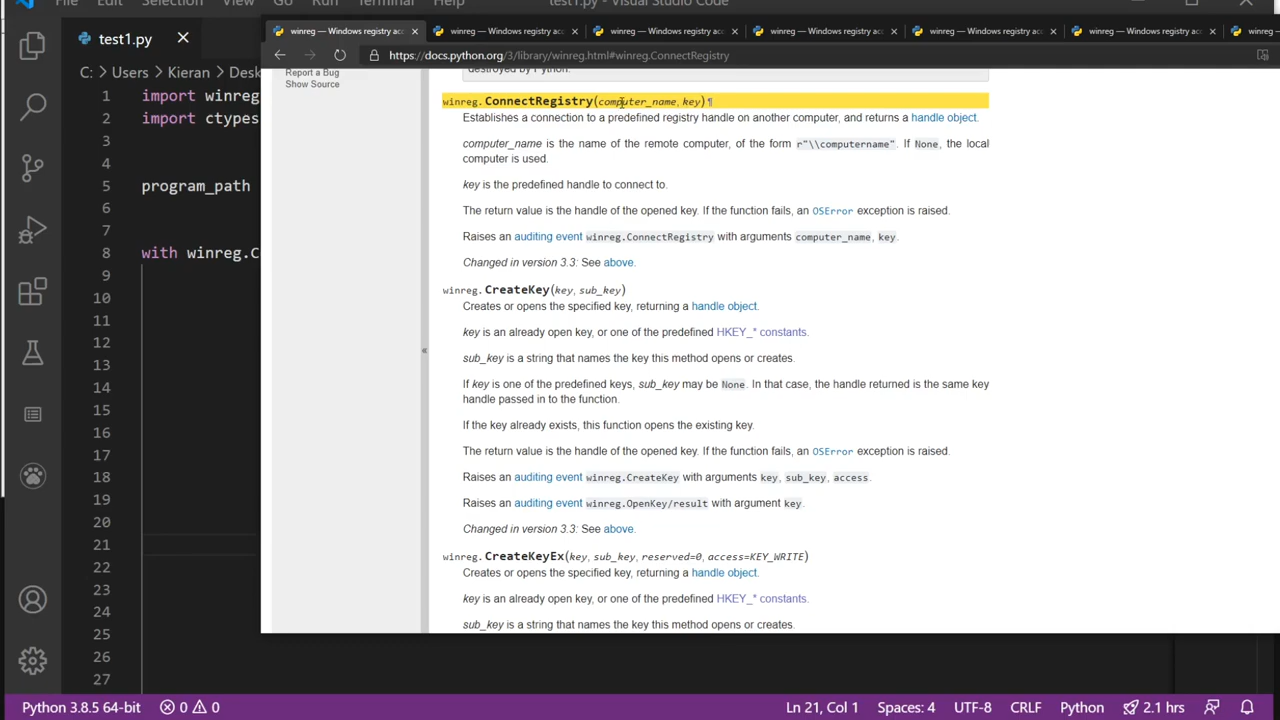 File Edit Selection View Go Run Terminal Help test1.py - Visual Studio Code
test1.py
C: > Users > Kieran > Desk
winreg — Windows registry acc
winreg — Windows registry acc
winreg — Windows registry acc
winreg — Windows registry acc
winreg — Windows registry acc
winreg — Windows registry acc
winreg
https://docs.python.org/3/library/winreg.html#winreg.ConnectRegistry
destroyed by Python.
Report a Bug
Show Source
1 import winreg
2 import ctypes
3
4
5 program_path
6
7
8 with winreg.C
9
10
11
12
13
14
15
16
17
18
19
20
21
22
23
24
25
26
27
winreg.ConnectRegistry(computer_name, key)¶
Establishes a connection to a predefined registry handle on another computer, and returns a handle object.
computer_name is the name of the remote computer, of the form r"\\computername". If None, the local
computer is used.
key is the predefined handle to connect to.
The return value is the handle of the opened key. If the function fails, an OSError exception is raised.
Raises an auditing event winreg.ConnectRegistry with arguments computer_name, key.
Changed in version 3.3: See above.
winreg.CreateKey(key, sub_key)
Creates or opens the specified key, returning a handle object.
key is an already open key, or one of the predefined HKEY_* constants.
sub_key is a string that names the key this method opens or creates.
If key is one of the predefined keys, sub_key may be None. In that case, the handle returned is the same key
handle passed in to the function.
If the key already exists, this function opens the existing key.
The return value is the handle of the opened key. If the function fails, an OSError exception is raised.
Raises an auditing event winreg.CreateKey with arguments key, sub_key, access.
Raises an auditing event winreg.OpenKey/result with argument key.
Changed in version 3.3: See above.
winreg.CreateKeyEx(key, sub_key, reserved=0, access=KEY_WRITE)
Creates or opens the specified key, returning a handle object.
key is an already open key, or one of the predefined HKEY_* constants.
sub_key is a string that names the key this method opens or creates.
«
Python 3.8.5 64-bit 0 0 Ln 21, Col 1 Spaces: 4 UTF-8 CRLF Python 2.1 hrs